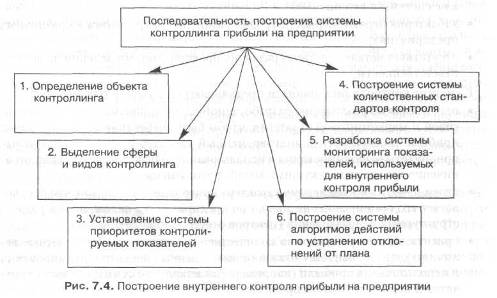 Последовательность построения системы
контроллинга прибыли на предприятии
1. Определение объекта
контроллинга
2. Выделение сферы
и видов контроллинга
3. Установление системы
приоритетов контроли-
руемых показателей
4. Построение системы
количественных стан-
дартов контроля
5. Разработка системы
мониторинга показа-
телей, используемых
для внутреннего
контроля прибыли
6. Построение системы
алгоритмов действий
по устранению откло-
нений от плана
Рис. 7.4. Построение внутреннего контроля прибыли на предприятии